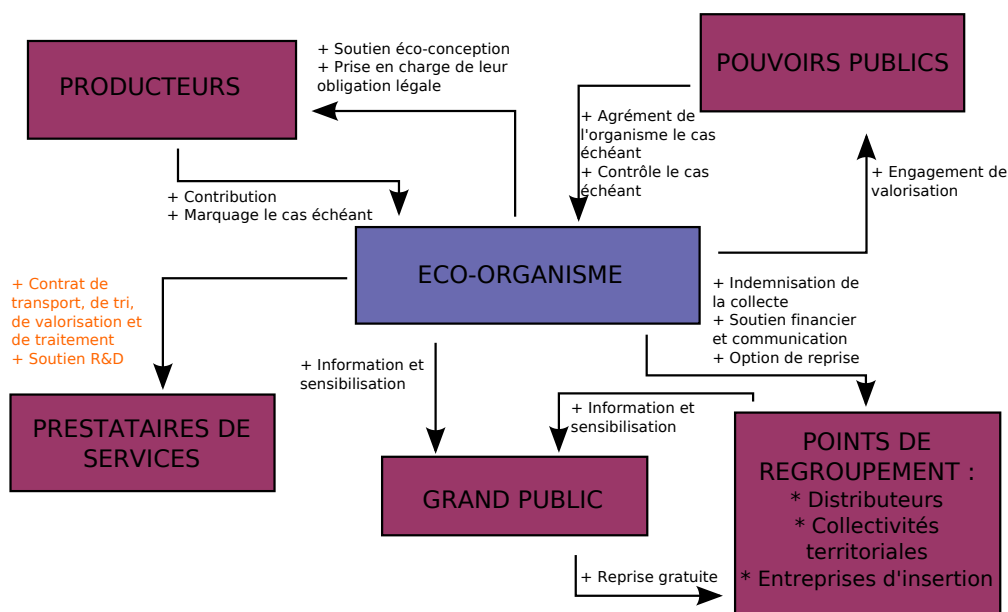 PRODUCTEURS
+ Soutien éco-conception
+ Prise en charge de leur
obligation légale
POUVOIRS PUBLICS
+ Agrément de
l'organisme le cas
échéant
+ Contrôle le cas
échéant
+ Engagement de
valorisation
+ Contribution
+ Marquage le cas échéant
ECO-ORGANISME
+ Contrat de
transport, de tri,
de valorisation et
de traitement
+ Soutien R&D
+ Indemnisation de
la collecte
+ Soutien financier
et communication
+ Option de reprise
+ Information et
sensibilisation
+ Information et
sensibilisation
PRESTATAIRES DE
SERVICES
GRAND PUBLIC
POINTS DE
REGROUPEMENT :
* Distributeurs
* Collectivités
territoriales
* Entreprises d'insertion
+ Reprise gratuite